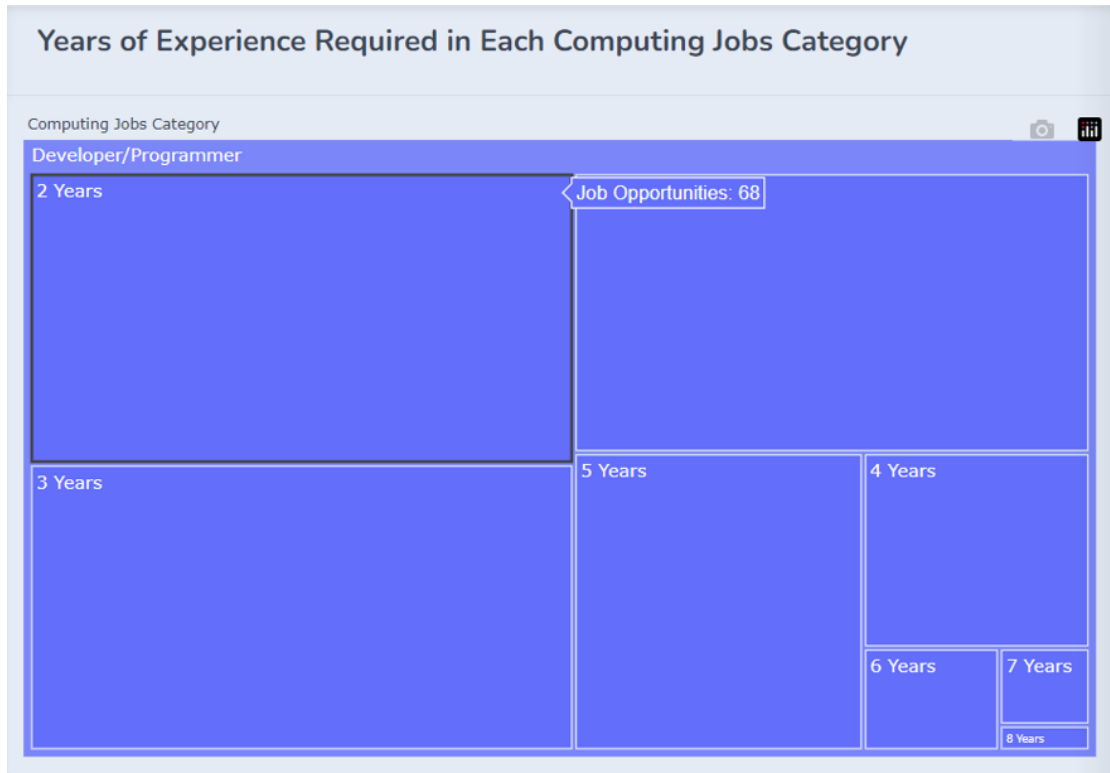 Years of Experience Required in Each Computing Jobs Category
Computing Jobs Category
Developer/Programmer
2 Years
Job Opportunities: 68
3 Years
5 Years
4 Years
6 Years
7 Years
8 Years